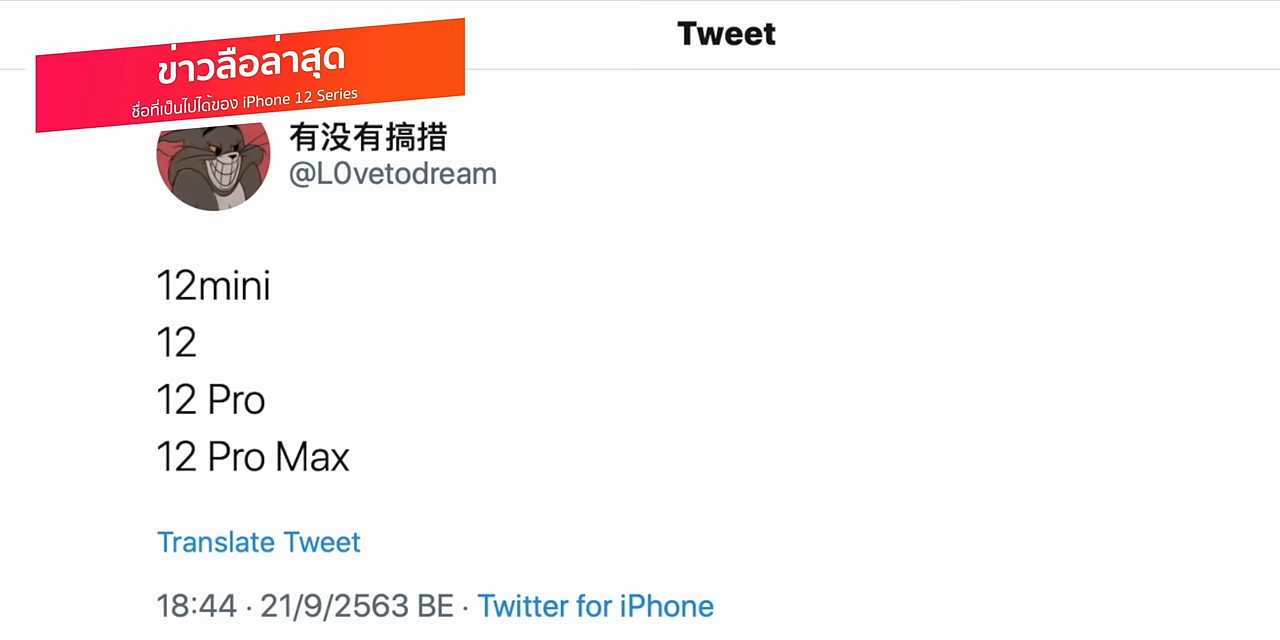 Tweet
ข่าวลือล่าสุด
ชื่อที่เป็นไปได้ของ iPhone 12 Series
有没有搞措
@L0vetodream
12mini
12
12 Pro
12 Pro Max
Translate Tweet
18:44 · 21/9/2563 BE · Twitter for iPhone